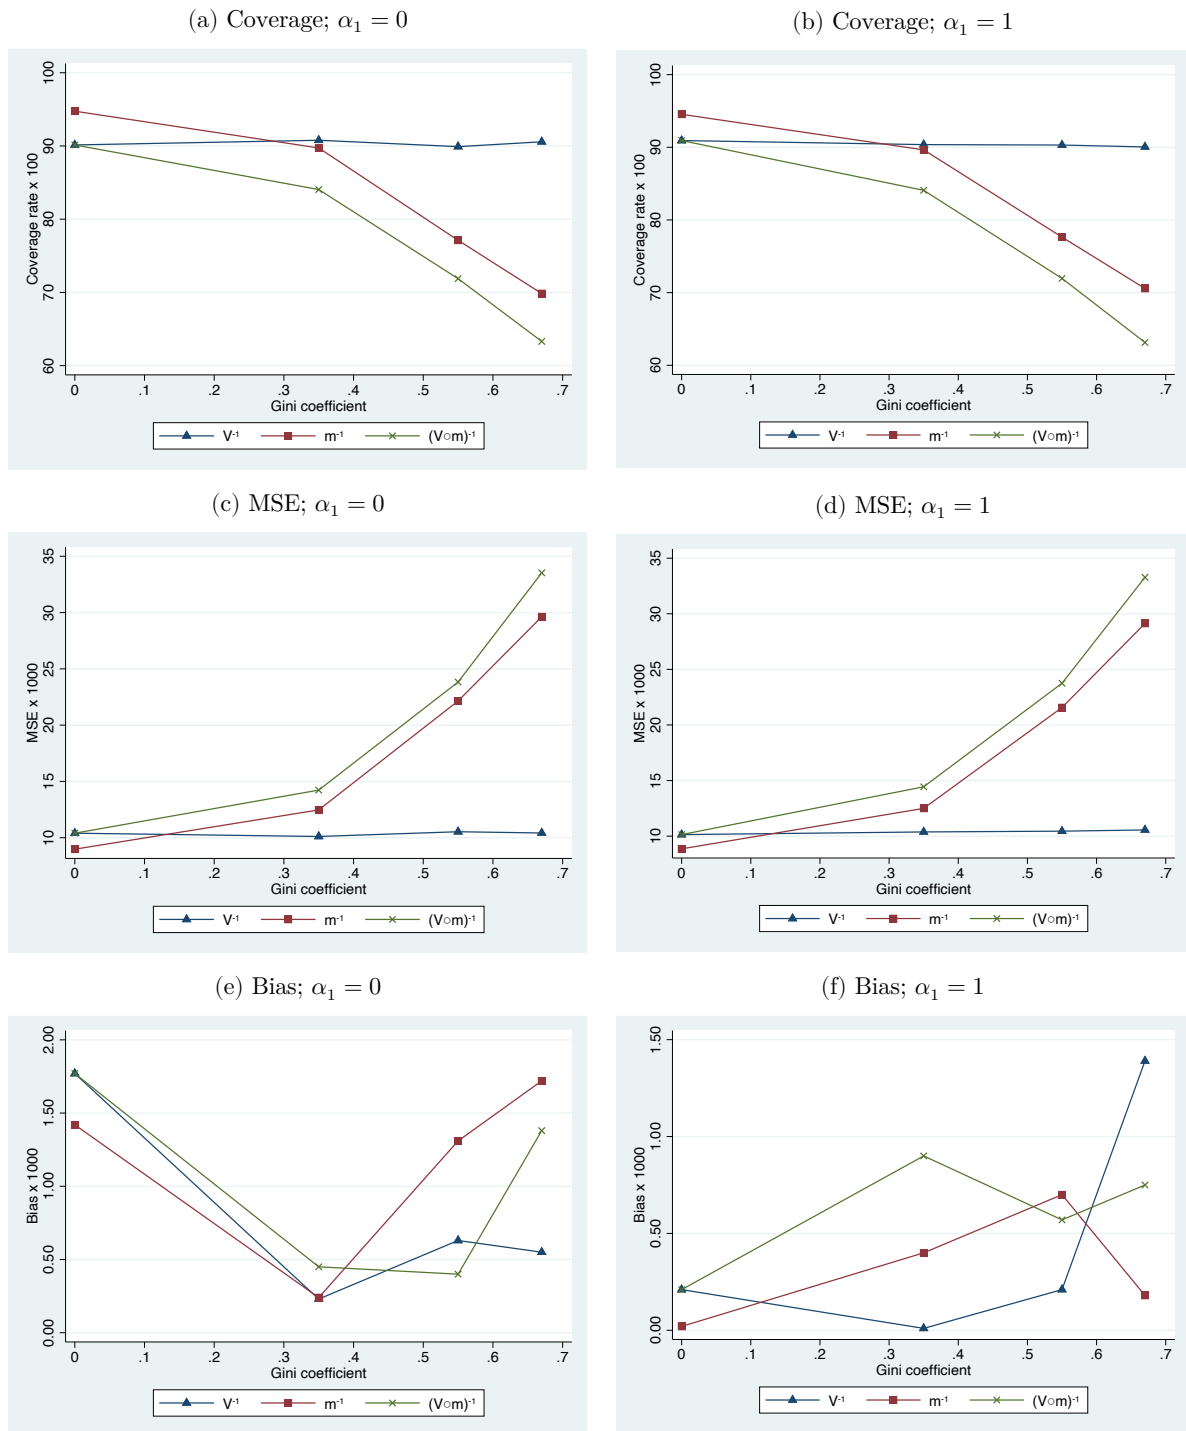 (a) Coverage; α₁ = 0
Coverage rate x 100
100
90
80
70
60
0 .1 .2 .3 .4 .5 .6 .7
Gini coefficient
V⁻¹ m⁻¹ (V○m)⁻¹
(b) Coverage; α₁ = 1
Coverage rate x 100
100
90
80
70
60
0 .1 .2 .3 .4 .5 .6 .7
Gini coefficient
V⁻¹ m⁻¹ (V○m)⁻¹
(c) MSE; α₁ = 0
MSE x 1000
35
30
25
20
15
10
0 .1 .2 .3 .4 .5 .6 .7
Gini coefficient
V⁻¹ m⁻¹ (V○m)⁻¹
(d) MSE; α₁ = 1
MSE x 1000
35
30
25
20
15
10
0 .1 .2 .3 .4 .5 .6 .7
Gini coefficient
V⁻¹ m⁻¹ (V○m)⁻¹
(e) Bias; α₁ = 0
Bias x 1000
2.00
1.50
1.00
0.50
0.00
0 .1 .2 .3 .4 .5 .6 .7
Gini coefficient
V⁻¹ m⁻¹ (V○m)⁻¹
(f) Bias; α₁ = 1
Bias x 1000
1.50
1.00
0.50
0.00
0 .1 .2 .3 .4 .5 .6 .7
Gini coefficient
V⁻¹ m⁻¹ (V○m)⁻¹